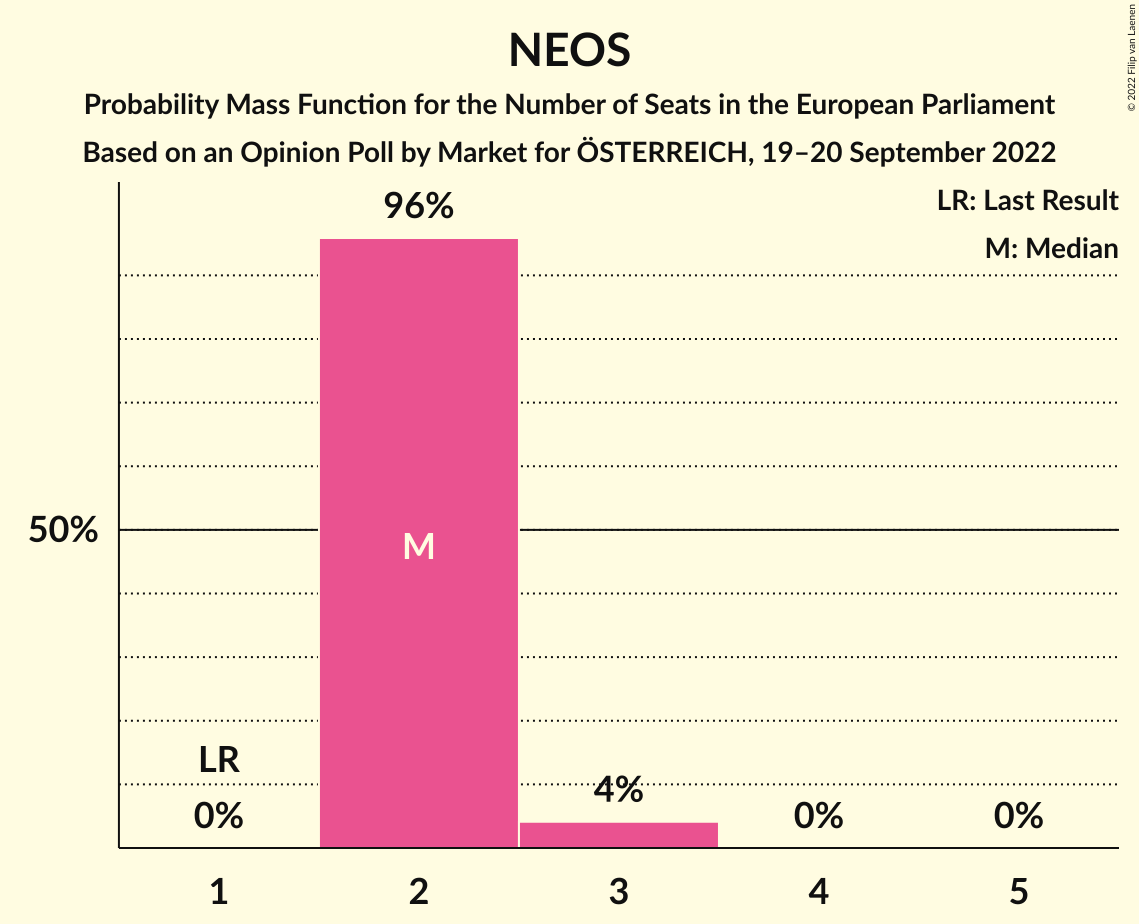 NEOS
Probability Mass Function for the Number of Seats in the European Parliament
Based on an Opinion Poll by Market for ÖSTERREICH, 19–20 September 2022
© 2022 Filip van Laenen
LR: Last Result
M: Median
96%
50%
M
LR
0%
4%
0%
0%
1
2
3
4
5